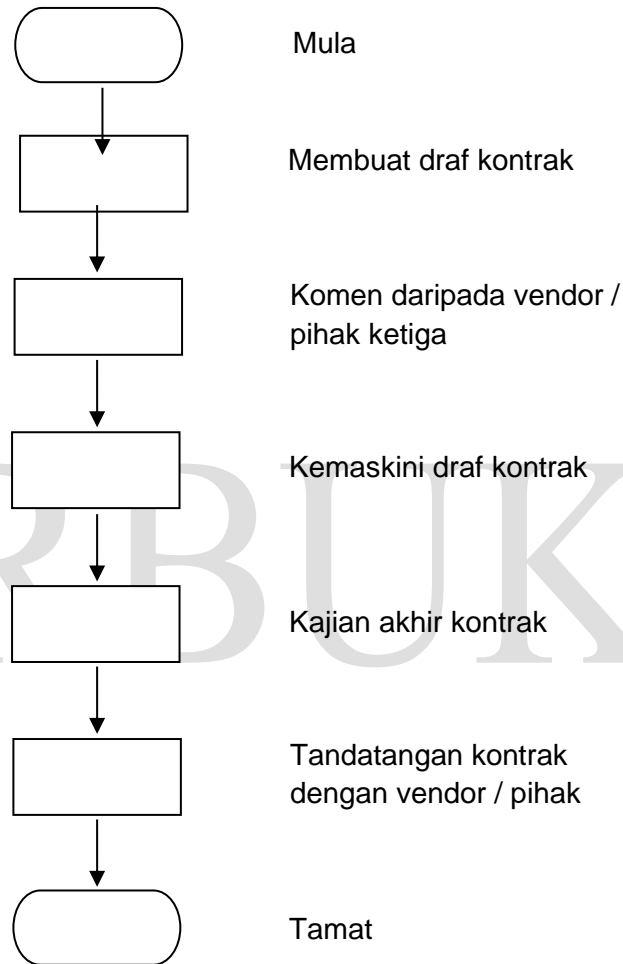 Mula
Membuat draf kontrak
Komen daripada vendor /
pihak ketiga
Kemaskini draf kontrak
RBUK
Kajian akhir kontrak
Tandatangan kontrak
dengan vendor / pihak
Tamat